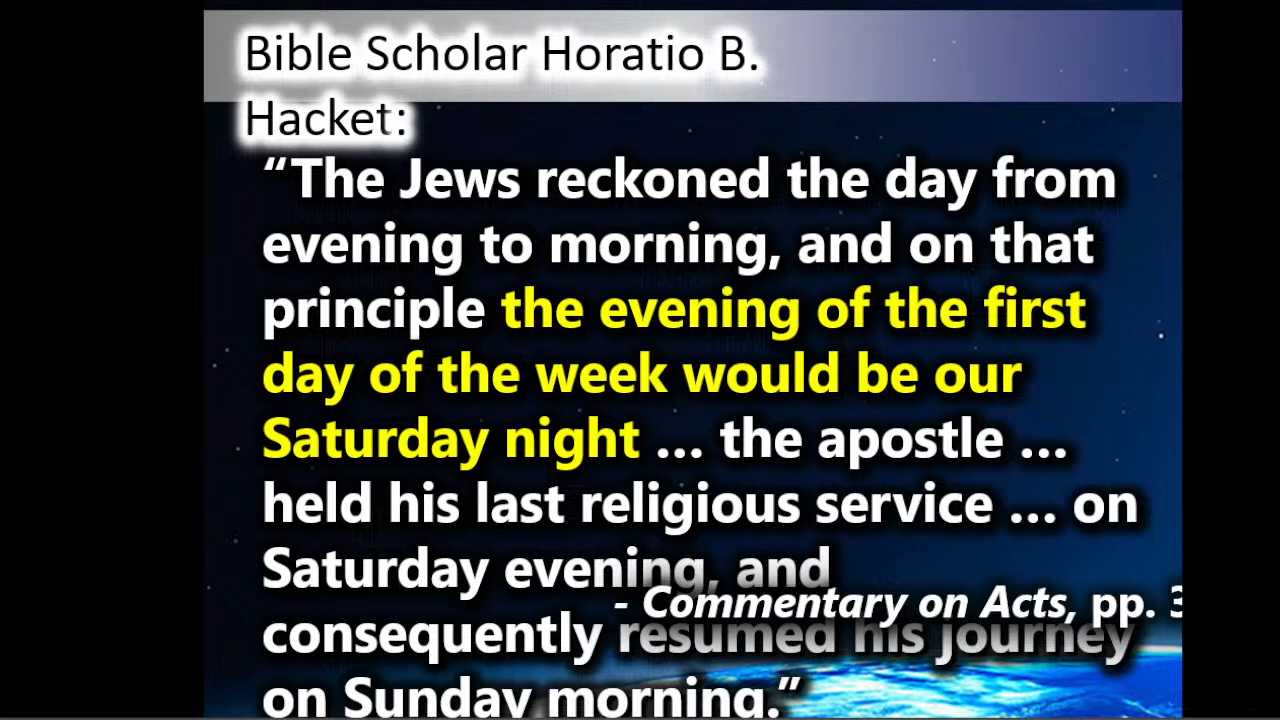 Bible Scholar Horatio B.
Hacket:
“The Jews reckoned the day from
evening to morning, and on that
principle the evening of the first
day of the week would be our
Saturday night ... the apostle ...
held his last religious service ... on
Saturday evening, and
- Commentary on Acts, pp. 3
consequently resumed his journey
on Sunday morning.”